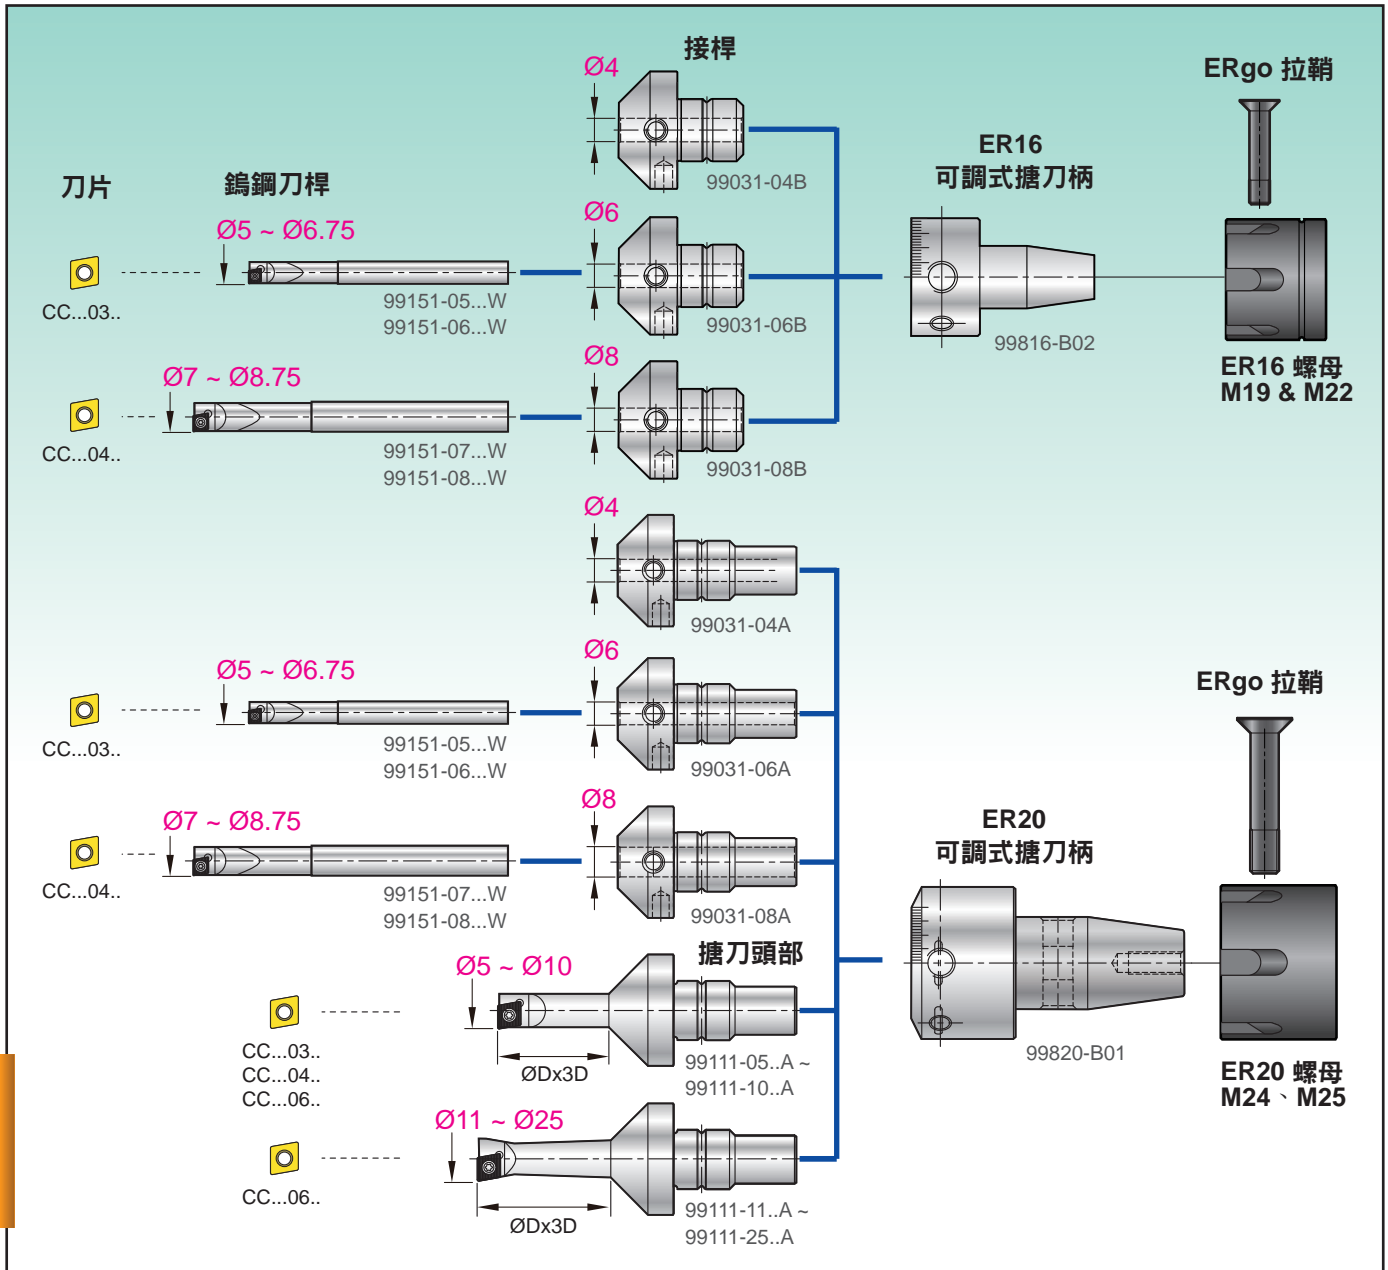 接桿
ERgo 拉鞘
Ø4
ER16
可調式搪刀柄
99031-04B
刀片
鎢鋼刀桿
Ø5 ~ Ø6.75
Ø6
CC...03..
99151-05...W
99151-06...W
99031-06B
99816-B02
ER16 螺母
M19 & M22
Ø7 ~ Ø8.75
Ø8
CC...04..
99151-07...W
99151-08...W
99031-08B
Ø4
99031-04A
Ø5 ~ Ø6.75
Ø6
ERgo 拉鞘
CC...03..
99151-05...W
99151-06...W
99031-06A
Ø7 ~ Ø8.75
Ø8
ER20
可調式搪刀柄
CC...04..
99151-07...W
99151-08...W
99031-08A
搪刀頭部
Ø5 ~ Ø10
CC...03..
CC...04..
CC...06..
ØDx3D
99111-05..A ~
99111-10..A
99820-B01
ER20 螺母
M24、M25
Ø11 ~ Ø25
CC...06..
ØDx3D
99111-11..A ~
99111-25..A